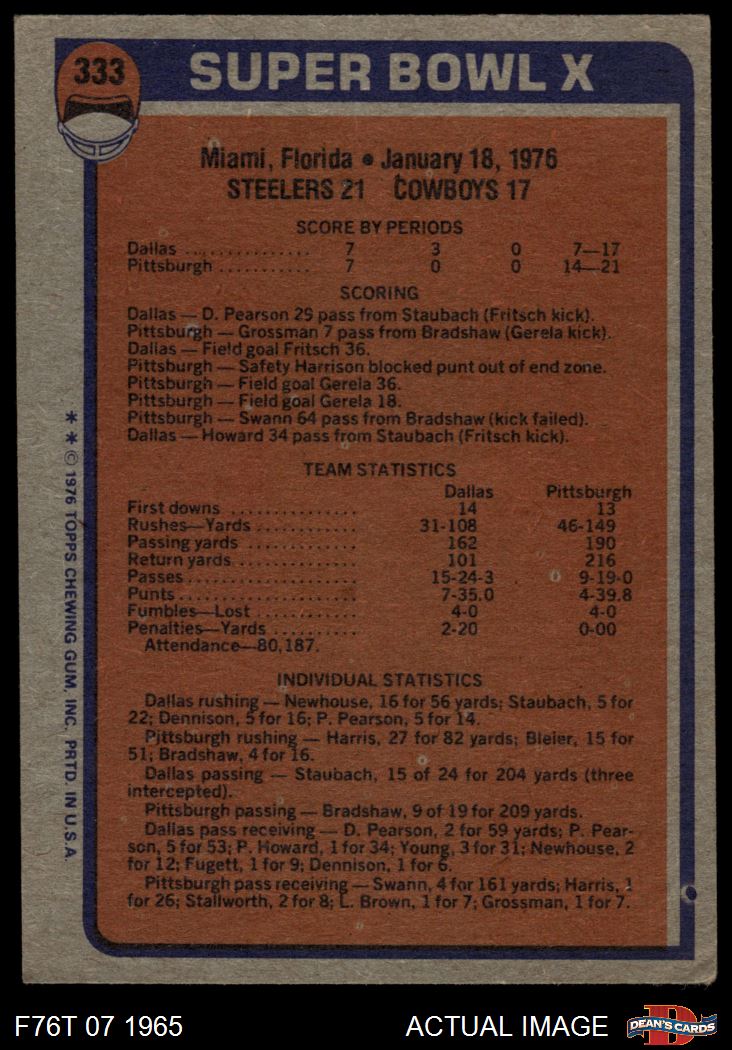 333
SUPER BOWL X
Miami, Florida • January 18, 1976
STEELERS 21 COWBOYS 17
SCORE BY PERIODS
Dallas ............... 7 3 0 7—17
Pittsburgh ........... 7 0 0 14—21
SCORING
Dallas — D. Pearson 29 pass from Staubach (Fritsch kick).
Pittsburgh — Grossman 7 pass from Bradshaw (Gerela kick).
Dallas — Field goal Fritsch 36.
Pittsburgh — Safety Harrison blocked punt out of end zone.
Pittsburgh — Field goal Gerela 36.
Pittsburgh — Field goal Gerela 18.
Pittsburgh — Swann 64 pass from Bradshaw (kick failed).
Dallas — Howard 34 pass from Staubach (Fritsch kick).
TEAM STATISTICS
Dallas Pittsburgh
First downs ............... 14 13
Rushes—Yards ............ 31-108 46-149
Passing yards ............. 162 190
Return yards............... 101 216
Passes..................... 15-24-3 9-19-0
Punts...................... 7-35.0 4-39.8
Fumbles—Lost ............ 4-0 4-0
Penalties—Yards .......... 2-20 0-00
Attendance—80,187.
INDIVIDUAL STATISTICS
Dallas rushing — Newhouse, 16 for 56 yards; Staubach, 5 for
22; Dennison, 5 for 16; P. Pearson, 5 for 14.
Pittsburgh rushing — Harris, 27 for 82 yards; Bleier, 15 for
51; Bradshaw, 4 for 16.
Dallas passing — Staubach, 15 of 24 for 204 yards (three
intercepted).
Pittsburgh passing — Bradshaw, 9 of 19 for 209 yards.
Dallas pass receiving — D. Pearson, 2 for 59 yards; P. Pear-
son, 5 for 53; P. Howard, 1 for 34; Young, 3 for 31; Newhouse, 2
for 12; Fugett, 1 for 9; Dennison, 1 for 6.
Pittsburgh pass receiving — Swann, 4 for 161 yards; Harris, 1
for 26; Stallworth, 2 for 8; L. Brown, 1 for 7; Grossman, 1 for 7.
* * © 1976 TOPPS CHEWING GUM, INC. PRTD. IN U.S.A.
F76T 07 1965
ACTUAL IMAGE
D
DEAN'S CARDS